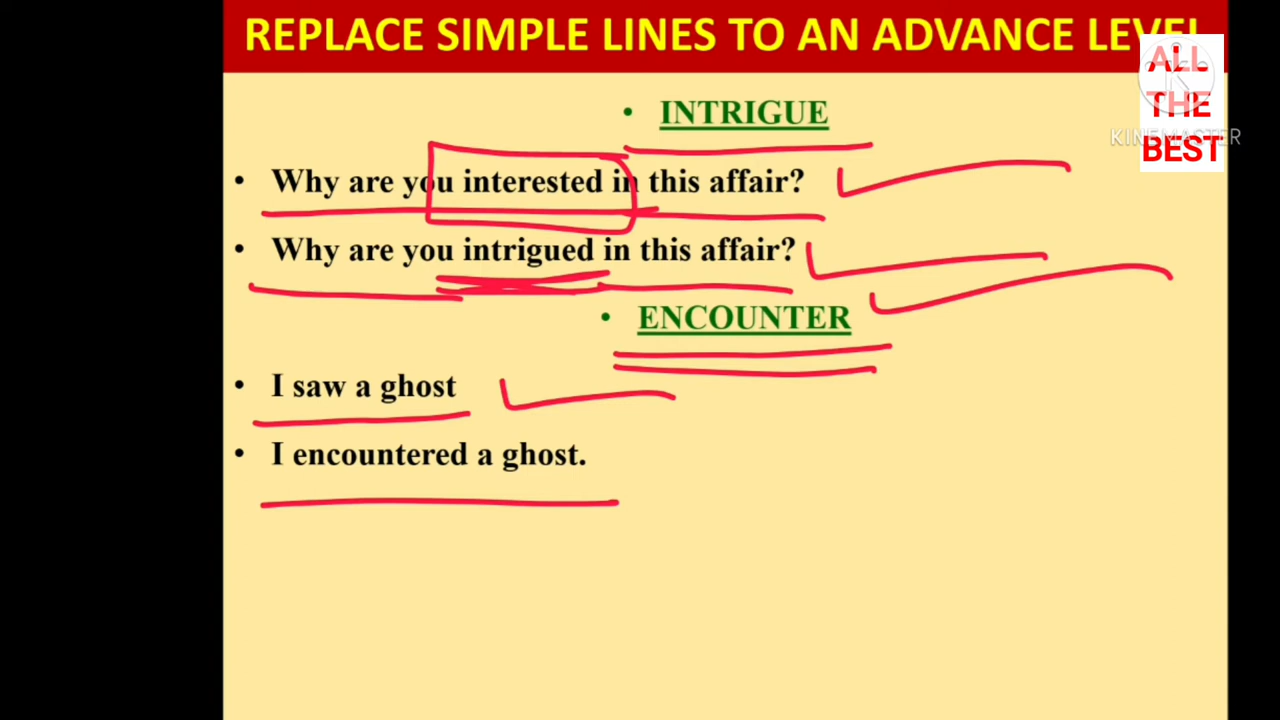 REPLACE SIMPLE LINES TO AN ADVANCE LEVEL
ALL
THE
BEST
KINEMASTER
• INTRIGUE
• Why are you interested in this affair?
• Why are you intrigued in this affair?
• ENCOUNTER
• I saw a ghost
• I encountered a ghost.